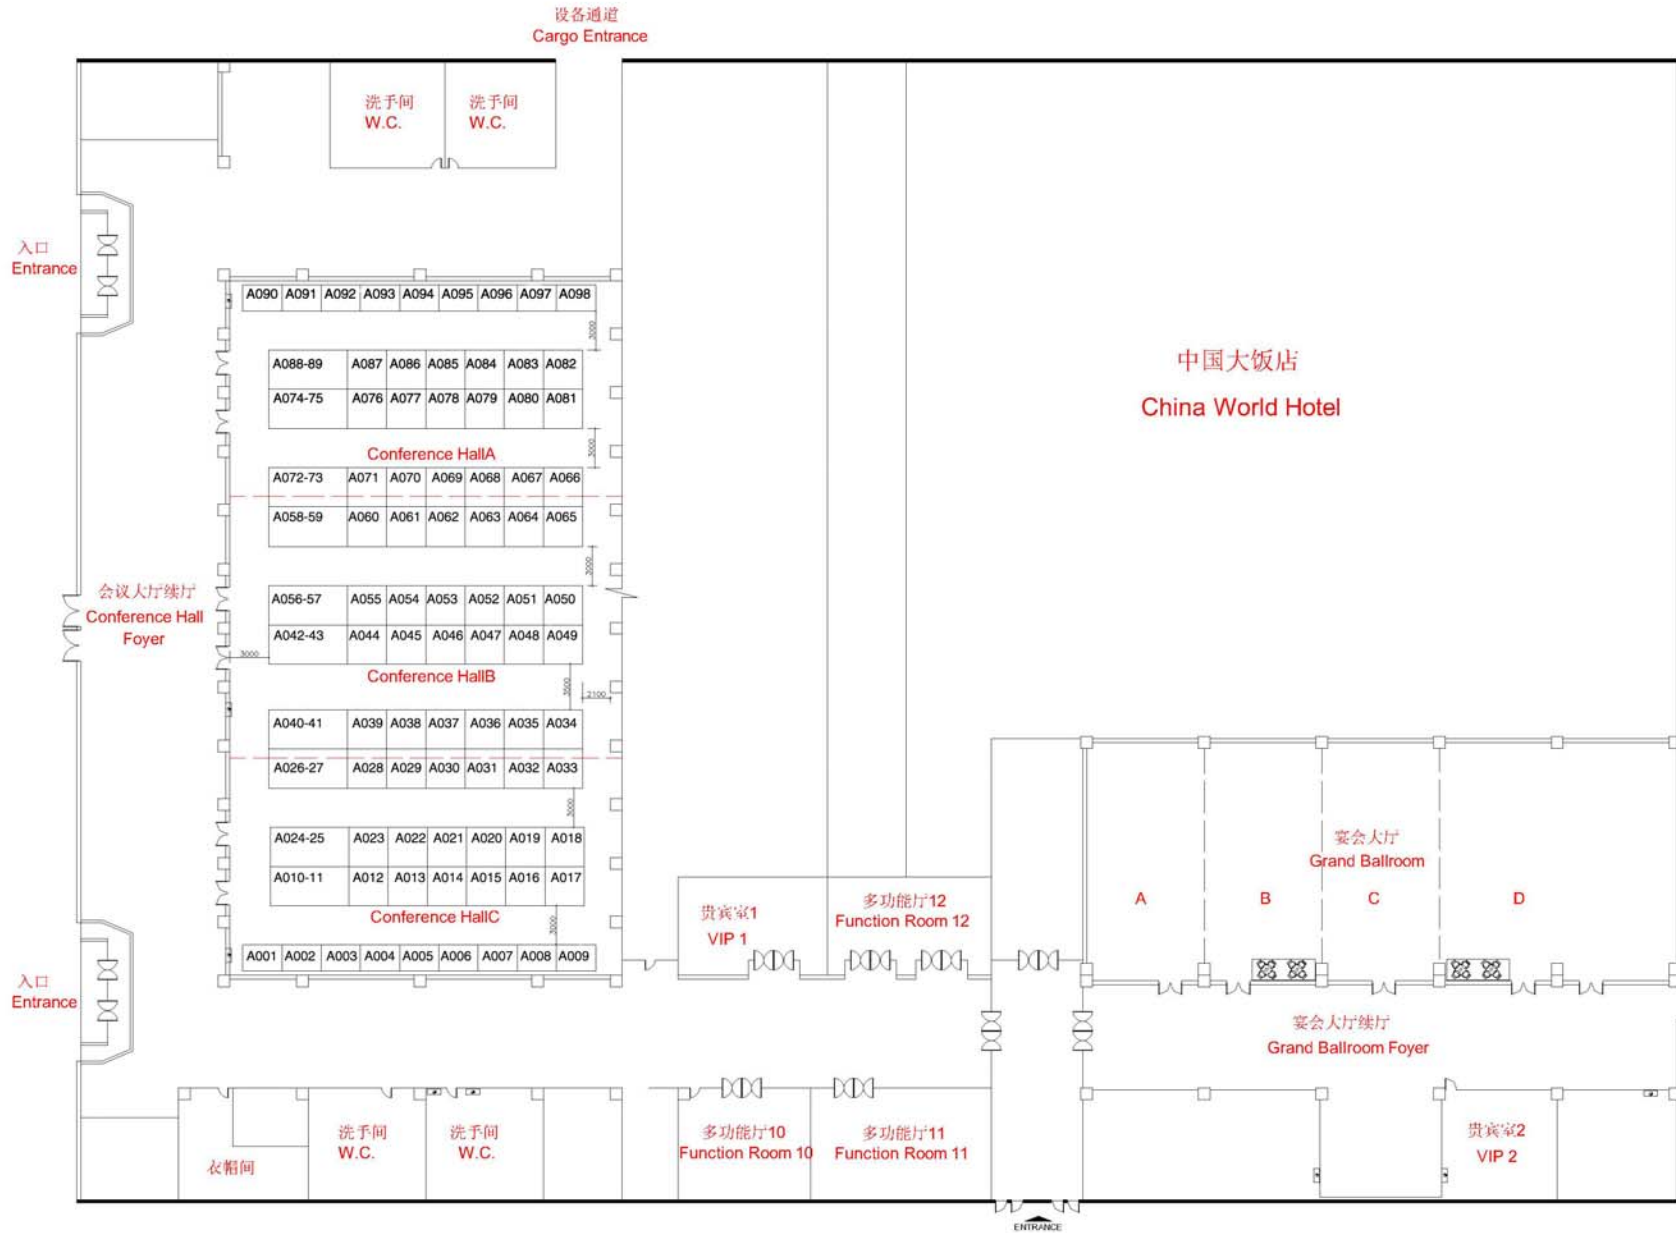 设各通道
Cargo Entrance
洗手间
W.C.
洗手间
W.C.
入口
Entrance
A090 A091 A092 A093 A094 A095 A096 A097 A098
3000
A088-89 A087 A086 A085 A084 A083 A082
A074-75 A076 A077 A078 A079 A080 A081
3000
Conference HallA
A072-73 A071 A070 A069 A068 A067 A066
A058-59 A060 A061 A062 A063 A064 A065
3000
中国大饭店
China World Hotel
会议大厅续厅
Conference Hall
Foyer
A056-57 A055 A054 A053 A052 A051 A050
A042-43 A044 A045 A046 A047 A048 A049
3000
Conference HallB
3500
2100
A040-41 A039 A038 A037 A036 A035 A034
A026-27 A028 A029 A030 A031 A032 A033
3000
A024-25 A023 A022 A021 A020 A019 A018
A010-11 A012 A013 A014 A015 A016 A017
Conference HallC
3000
A001 A002 A003 A004 A005 A006 A007 A008 A009
入口
Entrance
贵宾室1
VIP 1
多功能厅12
Function Room 12
宴会大厅
Grand Ballroom
A B C D
宴会大厅续厅
Grand Ballroom Foyer
衣帽间
洗手间
W.C.
洗手间
W.C.
多功能厅10
Function Room 10
多功能厅11
Function Room 11
贵宾室2
VIP 2
ENTRANCE